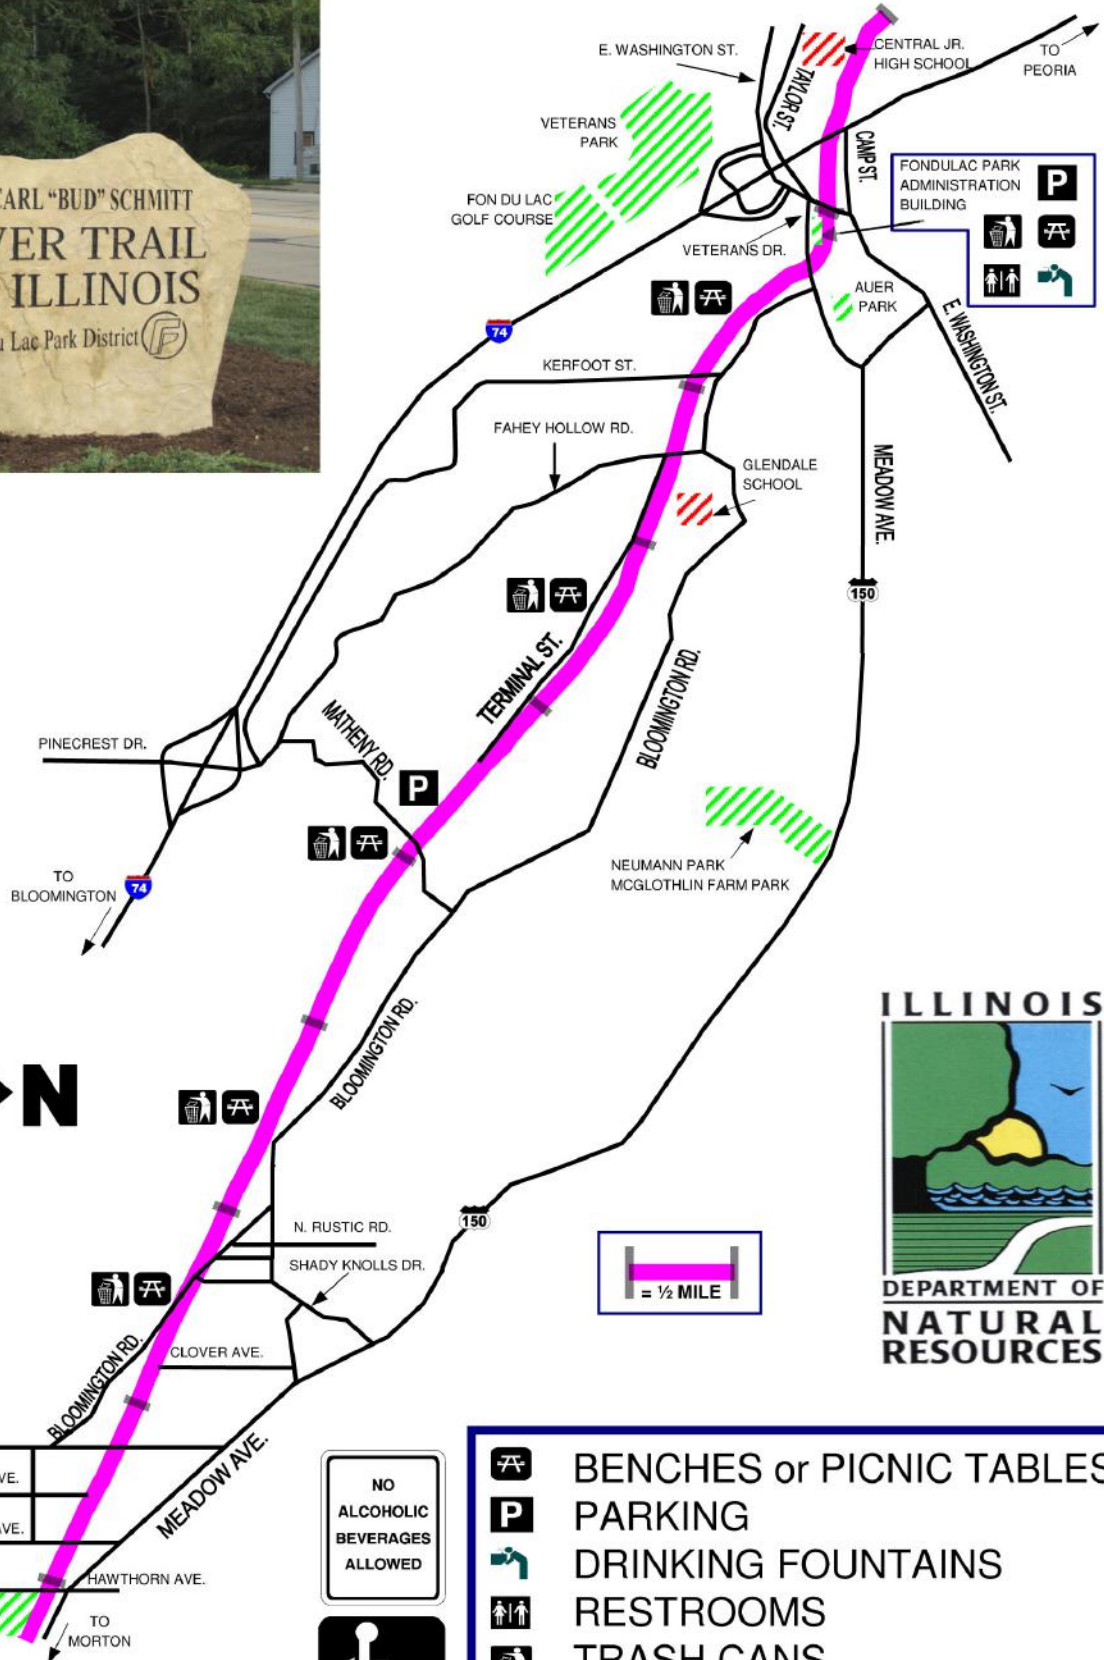 CARL “BUD” SCHMITT
TRAIL
ILLINOIS
Lac Park District
E. WASHINGTON ST.
TAYLOR ST.
CENTRAL JR.
HIGH SCHOOL
TO
PEORIA
VETERANS
PARK
CAMP ST.
FONDULAC PARK
ADMINISTRATION
BUILDING
P
FON DU LAC
GOLF COURSE
VETERANS DR.
AUER
PARK
E. WASHINGTON ST.
74
KERFOOT ST.
FAHEY HOLLOW RD.
GLENDALE
SCHOOL
MEADOW AVE.
150
TERMINAL ST.
BLOOMINGTON RD.
MATHENY RD.
PINECREST DR.
P
NEUMANN PARK
MCGLOTHLIN FARM PARK
TO
BLOOMINGTON
74
BLOOMINGTON RD.
N
ILLINOIS
DEPARTMENT OF
NATURAL
RESOURCES
150
N. RUSTIC RD.
SHADY KNOLLS DR.
= ½ MILE
BLOOMINGTON RD.
CLOVER AVE.
MEADOW AVE.
VE.
VE.
HAWTHORN AVE.
TO
MORTON
NO
ALCOHOLIC
BEVERAGES
ALLOWED
BENCHES or PICNIC TABLES
P PARKING
DRINKING FOUNTAINS
RESTROOMS
TRASH CANS